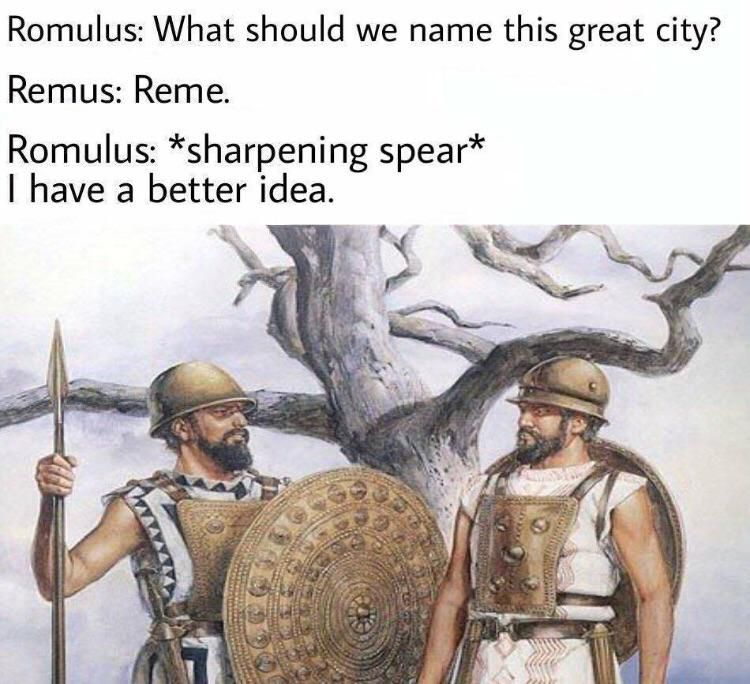 Romulus: What should we name this great city?
Remus: Reme.
Romulus: *sharpening spear*
I have a better idea.